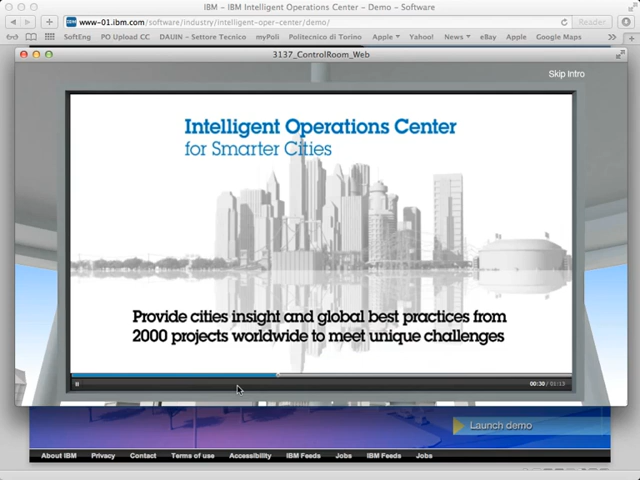 IBM - IBM Intelligent Operations Center - Demo - Software
www-01.ibm.com/software/industry/intelligent-oper-center/demo/
Reader
SoftEng PO Upload CC DAUIN - Settore Tecnico myPoli Politecnico di Torino Apple Yahoo! News eBay Apple Google Maps
3137_ControlRoom_Web
Skip Intro
Intelligent Operations Center
for Smarter Cities
Provide cities insight and global best practices from
2000 projects worldwide to meet unique challenges
00:30 / 01:13
Launch demo
About IBM Privacy Contact Terms of use Accessibility IBM Feeds Jobs IBM Feeds Jobs